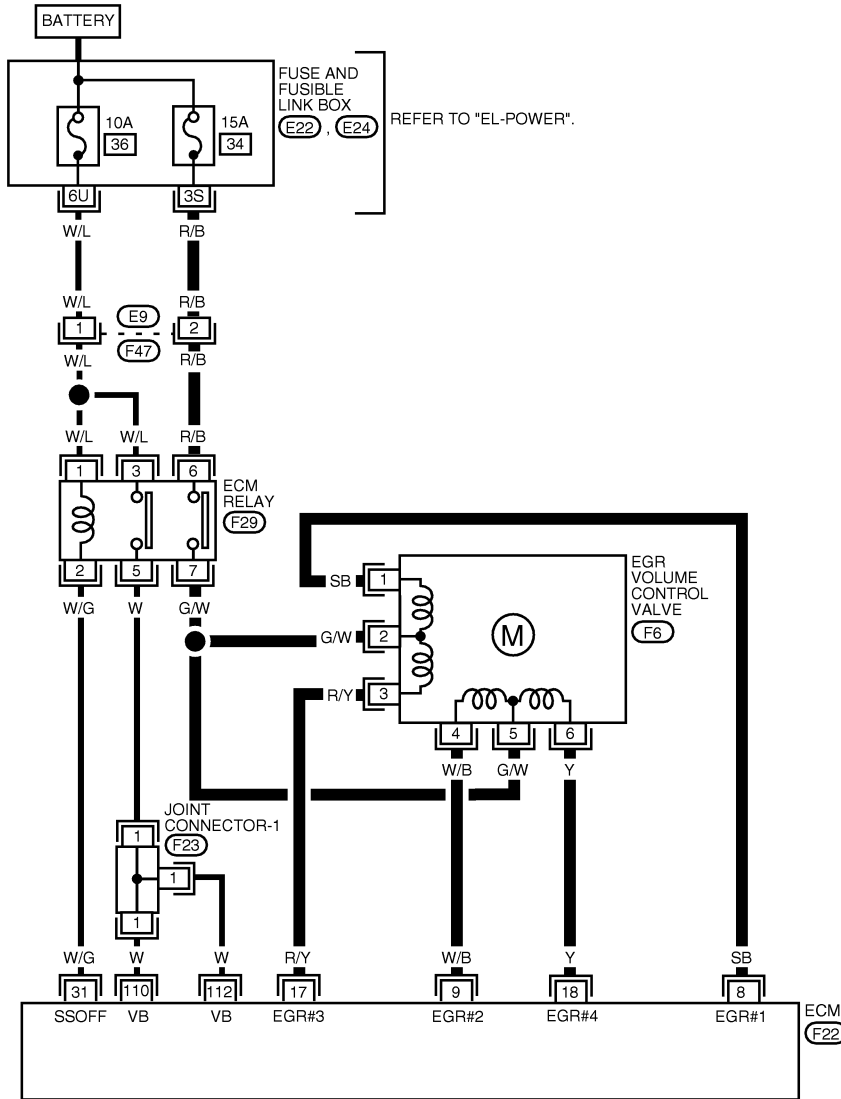 BATTERY
FUSE AND
FUSIBLE
LINK BOX
E22 , E24
REFER TO "EL-POWER".
10A
36
15A
34
6U
3S
W/L
R/B
W/L
R/B
1
E9
2
F47
W/L
R/B
W/L
W/L
R/B
1
3
6
ECM
RELAY
F29
2
5
7
W/G
W
G/W
SB
1
G/W
2
R/Y
3
M
EGR
VOLUME
CONTROL
VALVE
F6
4
5
6
W/B
G/W
Y
JOINT
CONNECTOR-1
F23
1
1
1
W/G
W
W
R/Y
W/B
Y
SB
31
110
112
17
9
18
8
SSOFF
VB
VB
EGR#3
EGR#2
EGR#4
EGR#1
ECM
F22